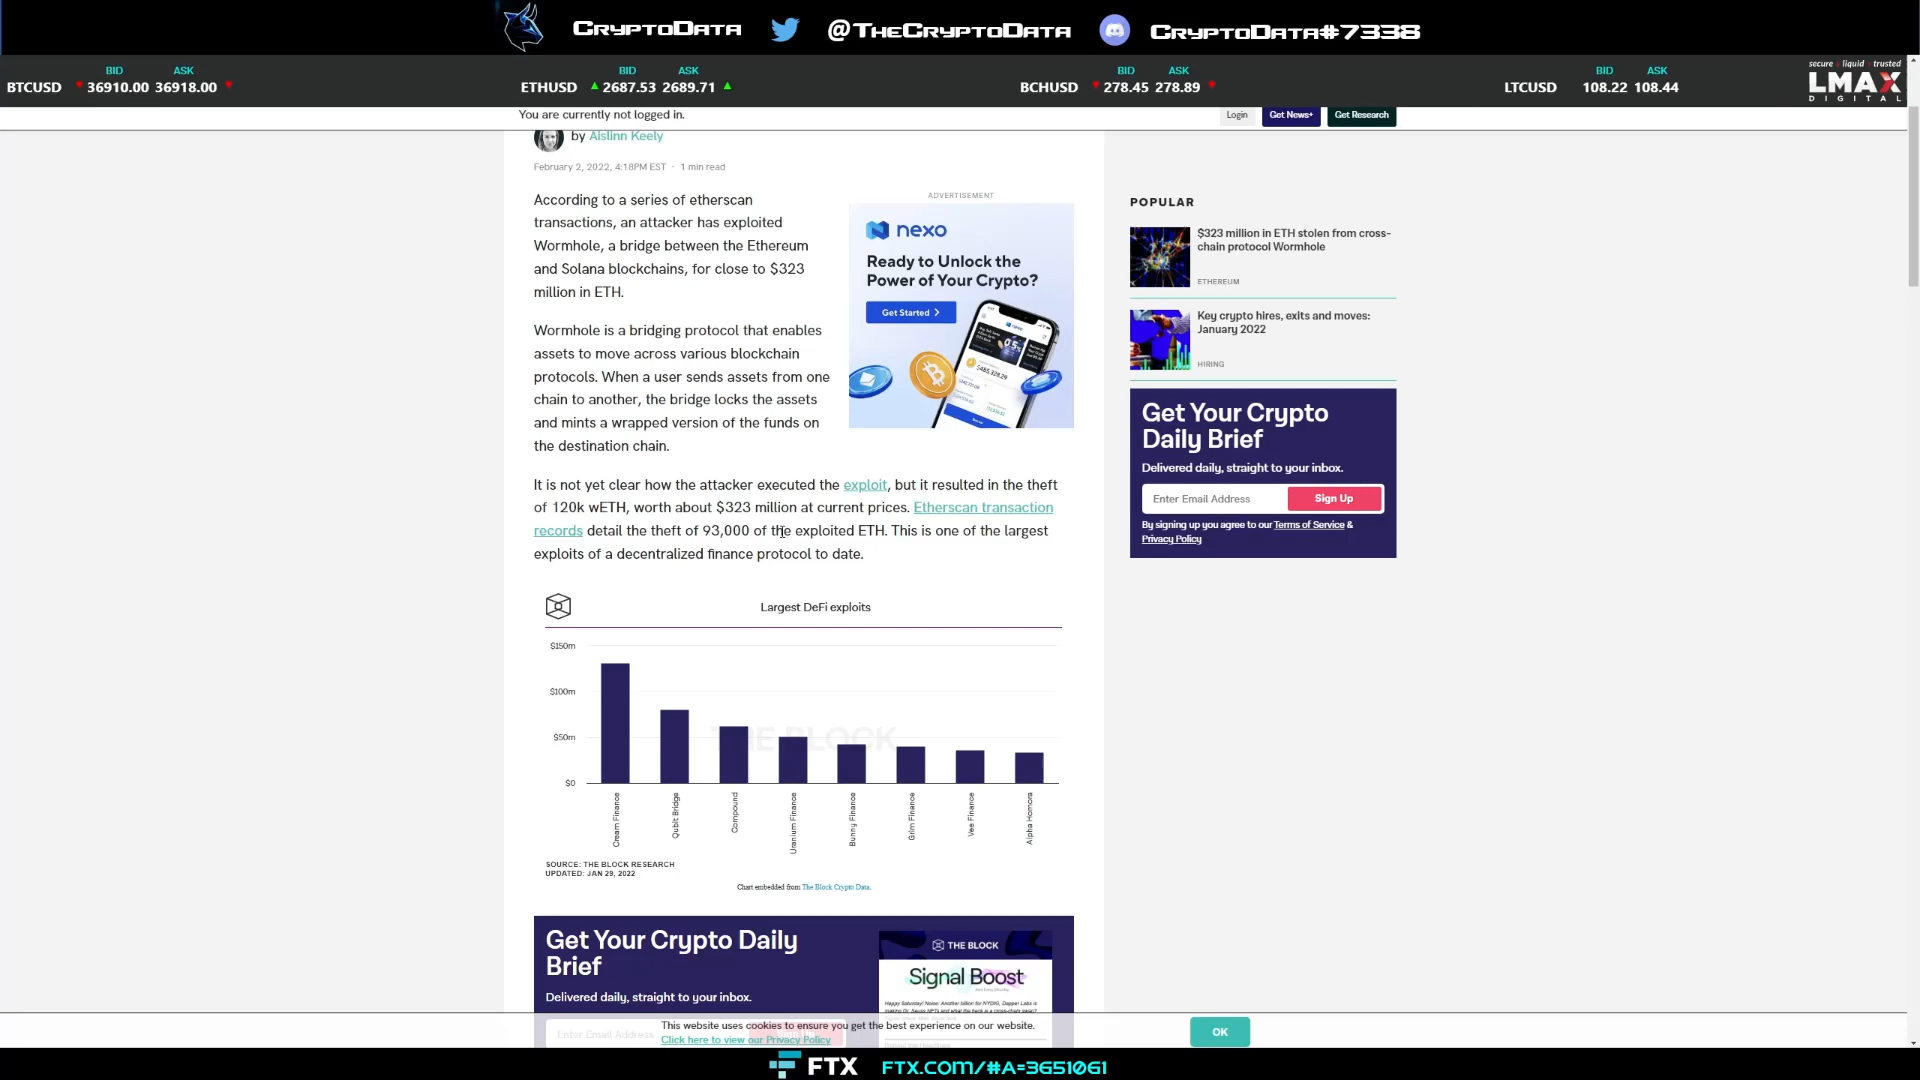 CryptoData @TheCryptoData CryptoData#7338
BID ASK BID ASK BID ASK BID ASK
BTCUSD 36910.00 36918.00 ETHUSD 2687.53 2689.71 BCHUSD 278.45 278.89 LTCUSD 108.22 108.44
secure liquid trusted
LMAX
DIGITAL
You are currently not logged in.
Login Get News+ Get Research
by Aislinn Keely
February 2, 2022, 4:18PM EST · 1 min read
According to a series of etherscan
transactions, an attacker has exploited
Wormhole, a bridge between the Ethereum
and Solana blockchains, for close to $323
million in ETH.
Wormhole is a bridging protocol that enables
assets to move across various blockchain
protocols. When a user sends assets from one
chain to another, the bridge locks the assets
and mints a wrapped version of the funds on
the destination chain.
ADVERTISEMENT
nexo
Ready to Unlock the
Power of Your Crypto?
Get Started >
It is not yet clear how the attacker executed the exploit, but it resulted in the theft
of 120k wETH, worth about $323 million at current prices. Etherscan transaction
records detail the theft of 93,000 of the exploited ETH. This is one of the largest
exploits of a decentralized finance protocol to date.
Largest DeFi exploits
$150m
$100m
$50m
$0
THE BLOCK
Cream Finance
Qubit Bridge
Compound
Uranium Finance
Bunny Finance
Grim Finance
Vee Finance
Alpha Homora
SOURCE: THE BLOCK RESEARCH
UPDATED: JAN 29, 2022
Chart embedded from The Block Crypto Data.
POPULAR
$323 million in ETH stolen from cross-
chain protocol Wormhole
ETHEREUM
Key crypto hires, exits and moves:
January 2022
HIRING
Get Your Crypto
Daily Brief
Delivered daily, straight to your inbox.
Enter Email Address Sign Up
By signing up you agree to our Terms of Service &
Privacy Policy
Get Your Crypto Daily
Brief
Delivered daily, straight to your inbox.
Enter Email Address
THE BLOCK
Signal Boost
This website uses cookies to ensure you get the best experience on our website.
Click here to view our Privacy Policy
OK
FTX FTX.COM/#A=3651061